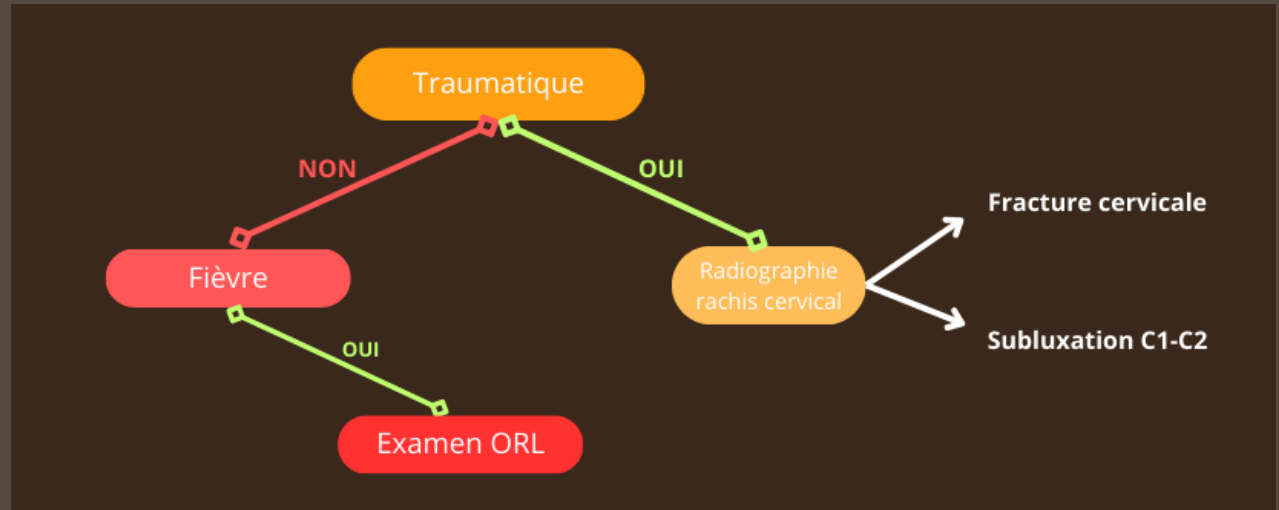 Traumatique
NON
OUI
Fracture cervicale
Fièvre
Radiographie
rachis cervical
Subluxation C1-C2
OUI
Examen ORL